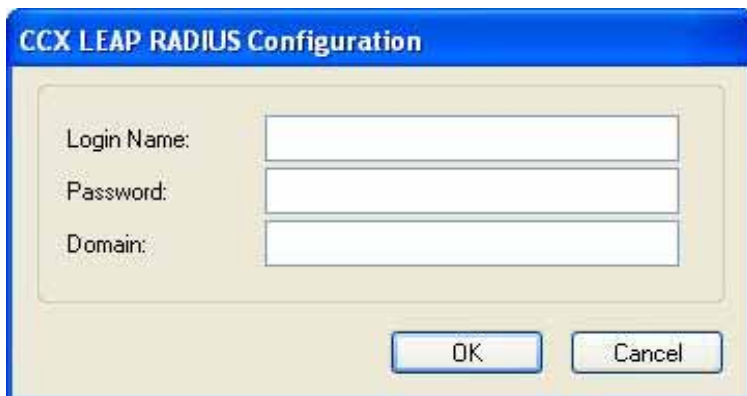 CCX LEAP RADIUS Configuration
Login Name:
Password:
Domain:
OK Cancel